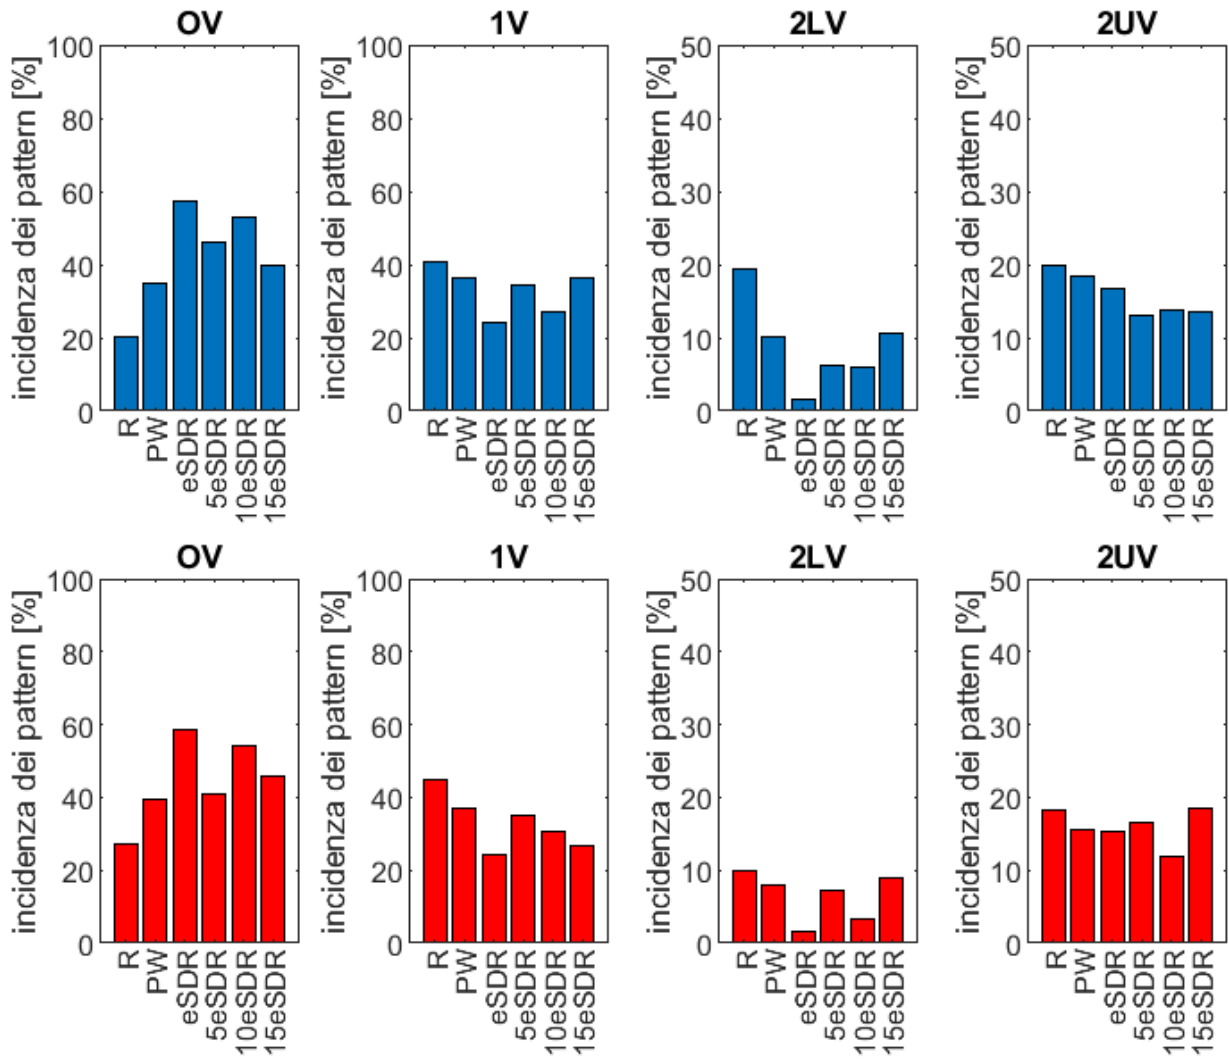 OV
incidenza dei pattern [%]
100
80
60
40
20
0
R
PW
eSDR
5eSDR
10eSDR
15eSDR
1V
incidenza dei pattern [%]
100
80
60
40
20
0
R
PW
eSDR
5eSDR
10eSDR
15eSDR
2LV
incidenza dei pattern [%]
50
40
30
20
10
0
R
PW
eSDR
5eSDR
10eSDR
15eSDR
2UV
incidenza dei pattern [%]
50
40
30
20
10
0
R
PW
eSDR
5eSDR
10eSDR
15eSDR
OV
incidenza dei pattern [%]
100
80
60
40
20
0
R
PW
eSDR
5eSDR
10eSDR
15eSDR
1V
incidenza dei pattern [%]
100
80
60
40
20
0
R
PW
eSDR
5eSDR
10eSDR
15eSDR
2LV
incidenza dei pattern [%]
50
40
30
20
10
0
R
PW
eSDR
5eSDR
10eSDR
15eSDR
2UV
incidenza dei pattern [%]
50
40
30
20
10
0
R
PW
eSDR
5eSDR
10eSDR
15eSDR